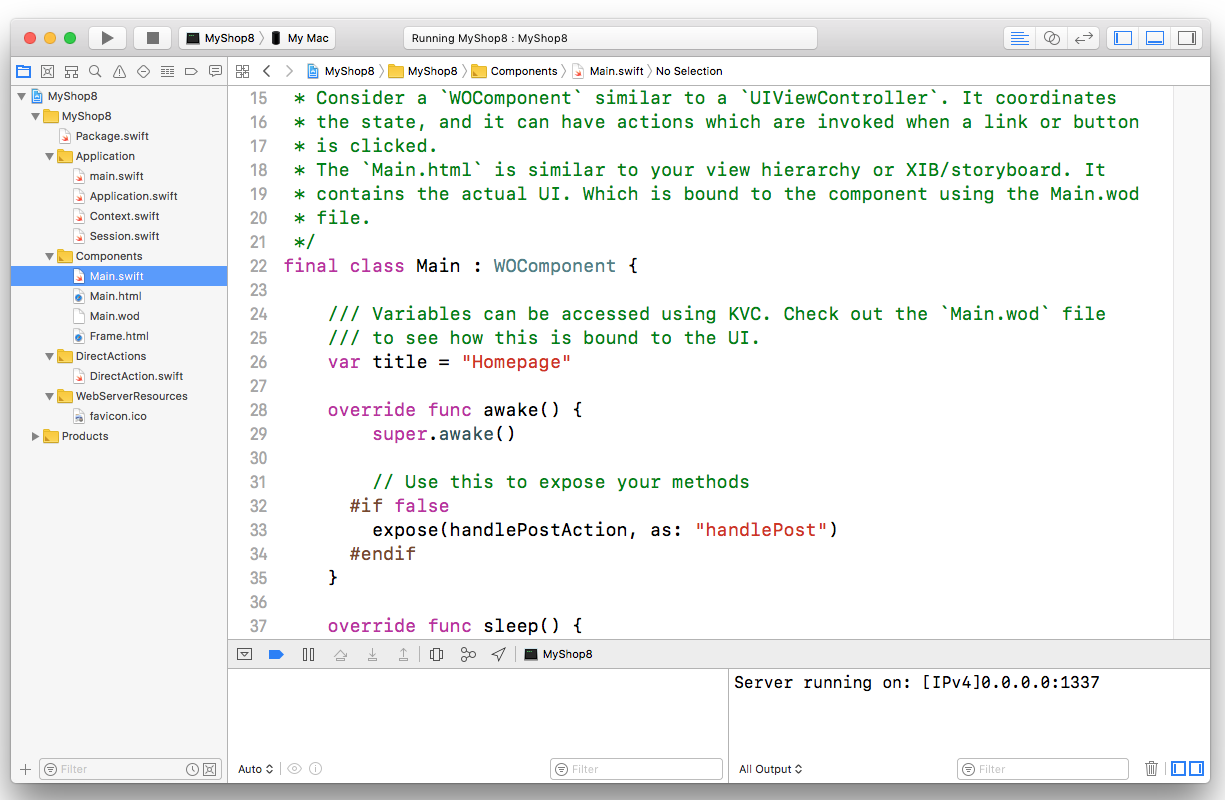 MyShop8 〉 My Mac
Running MyShop8 : MyShop8
MyShop8 〉 MyShop8 〉 Components 〉 Main.swift 〉 No Selection
MyShop8
MyShop8
Package.swift
Application
main.swift
Application.swift
Context.swift
Session.swift
Components
Main.swift
Main.html
Main.wod
Frame.html
DirectActions
DirectAction.swift
WebServerResources
favicon.ico
Products
Filter
15 * Consider a `WOComponent` similar to a `UIViewController`. It coordinates
16 * the state, and it can have actions which are invoked when a link or button
17 * is clicked.
18 * The `Main.html` is similar to your view hierarchy or XIB/storyboard. It
19 * contains the actual UI. Which is bound to the component using the Main.wod
20 * file.
21 */
22 final class Main : WOComponent {
23
24 /// Variables can be accessed using KVC. Check out the `Main.wod` file
25 /// to see how this is bound to the UI.
26 var title = "Homepage"
27
28 override func awake() {
29 super.awake()
30
31 // Use this to expose your methods
32 #if false
33 expose(handlePostAction, as: "handlePost")
34 #endif
35 }
36
37 override func sleep() {
MyShop8
Auto
Filter
Server running on: [IPv4]0.0.0.0:1337
All Output
Filter